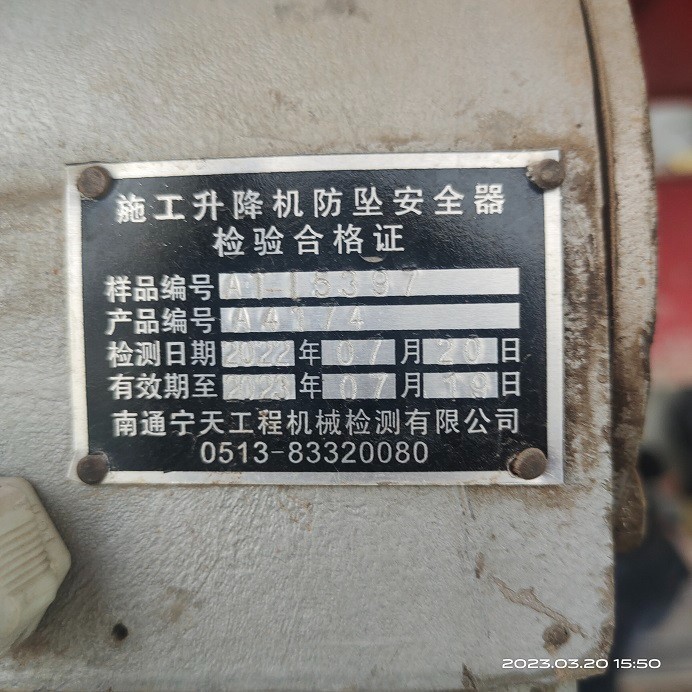 施工升降机防坠安全器
检验合格证
样品编号 A1-15397
产品编号 A4174
检测日期 2022 年 07 月 20 日
有效期至 2023 年 07 月 19 日
南通宁天工程机械检测有限公司
0513-83320080
2023.03.20 15:50